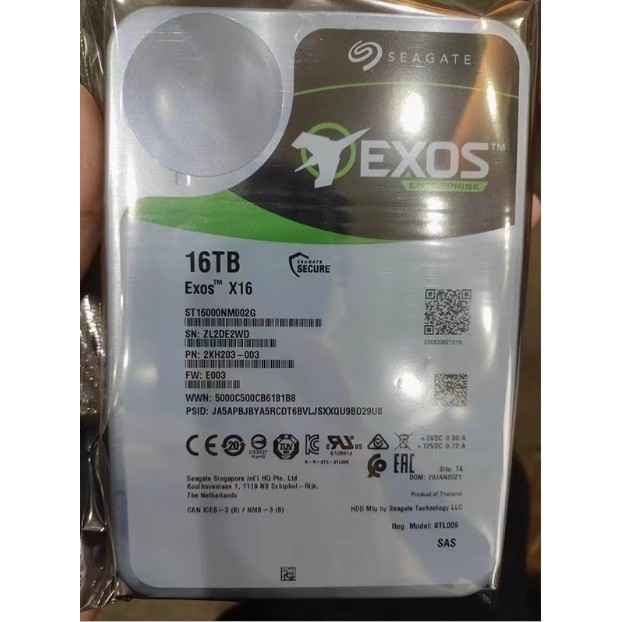 SEAGATE
EXOS™
ENTERPRISE
16TB
SEAGATE
SECURE
Exos™ X16
ST16000NM002G
SN: ZL2DE2WD
PN: 2KH203-003
FW: E003
WWN: 5000C500CB6181B8
PSID: JA5APBJBYA5RCDT6BVLJSXXQU9BD29U8
+5VDC 0.90 A
+12VDC 0.72 A
EAC
Site: TK
DOM: 20JAN2021
Seagate Singapore Int'l HQ Pte. Ltd
Koolhovenlaan 1, 1119 NB Schiphol-Rijk,
The Netherlands
Product of Thailand
CAN ICES-3 (B) / NMB-3 (B)
HDD Mfg by Seagate Technology LLC
Reg. Model: STL009
SAS